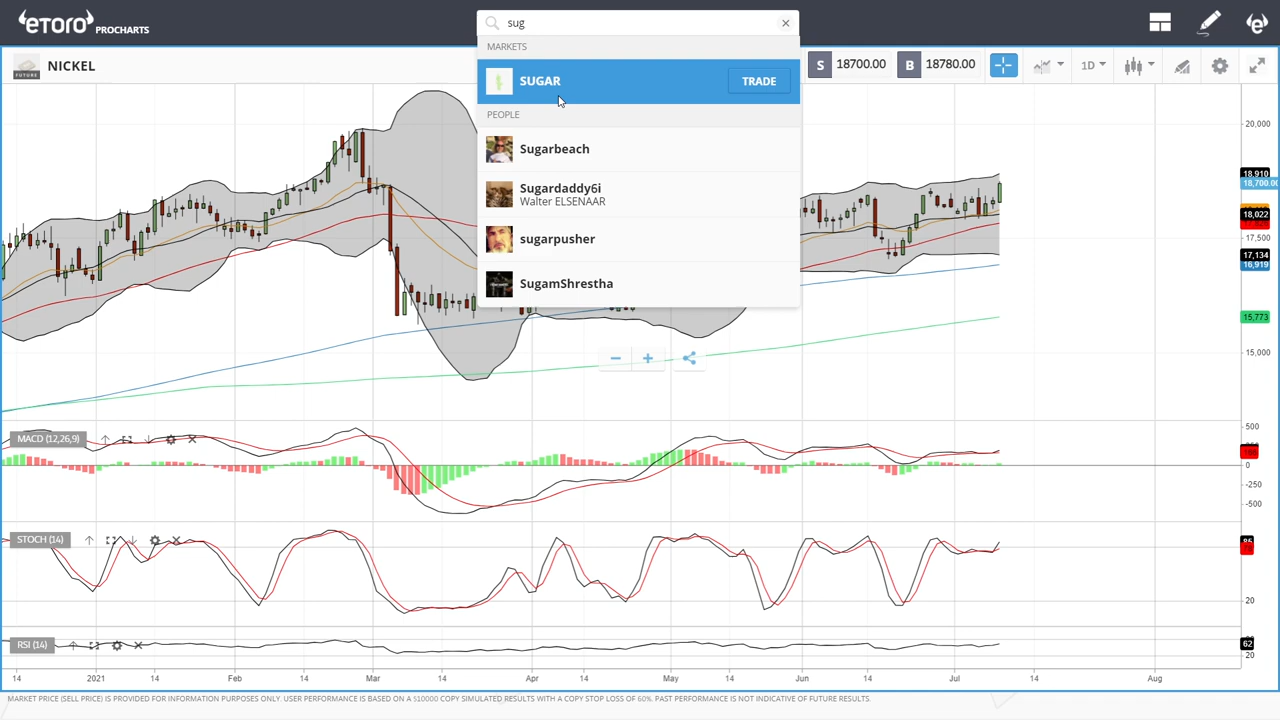 eToro PROCHARTS
sug
NICKEL
MARKETS
SUGAR
TRADE
PEOPLE
Sugarbeach
Sugardaddy6i
Walter ELSENAAR
sugarpusher
SugamShrestha
S 18700.00 B 18780.00
1D
20,000
18,910
18,700.00
18,022
17,500
17,134
16,919
15,773
15,000
MACD (12,26,9)
500
0
-250
-500
STOCH (14)
20
RSI (14)
62
20
14 2021 14 Feb 14 Mar 14 Apr 14 May 14 Jun 14 Jul 14 Aug
MARKET PRICE (SELL PRICE) IS PROVIDED FOR INFORMATION PURPOSES ONLY. USER PERFORMANCE IS BASED ON A $10000 COPY SIMULATED RESULTS WITH A COPY STOP LOSS OF 60%. PAST PERFORMANCE IS NOT INDICATIVE OF FUTURE RESULTS.